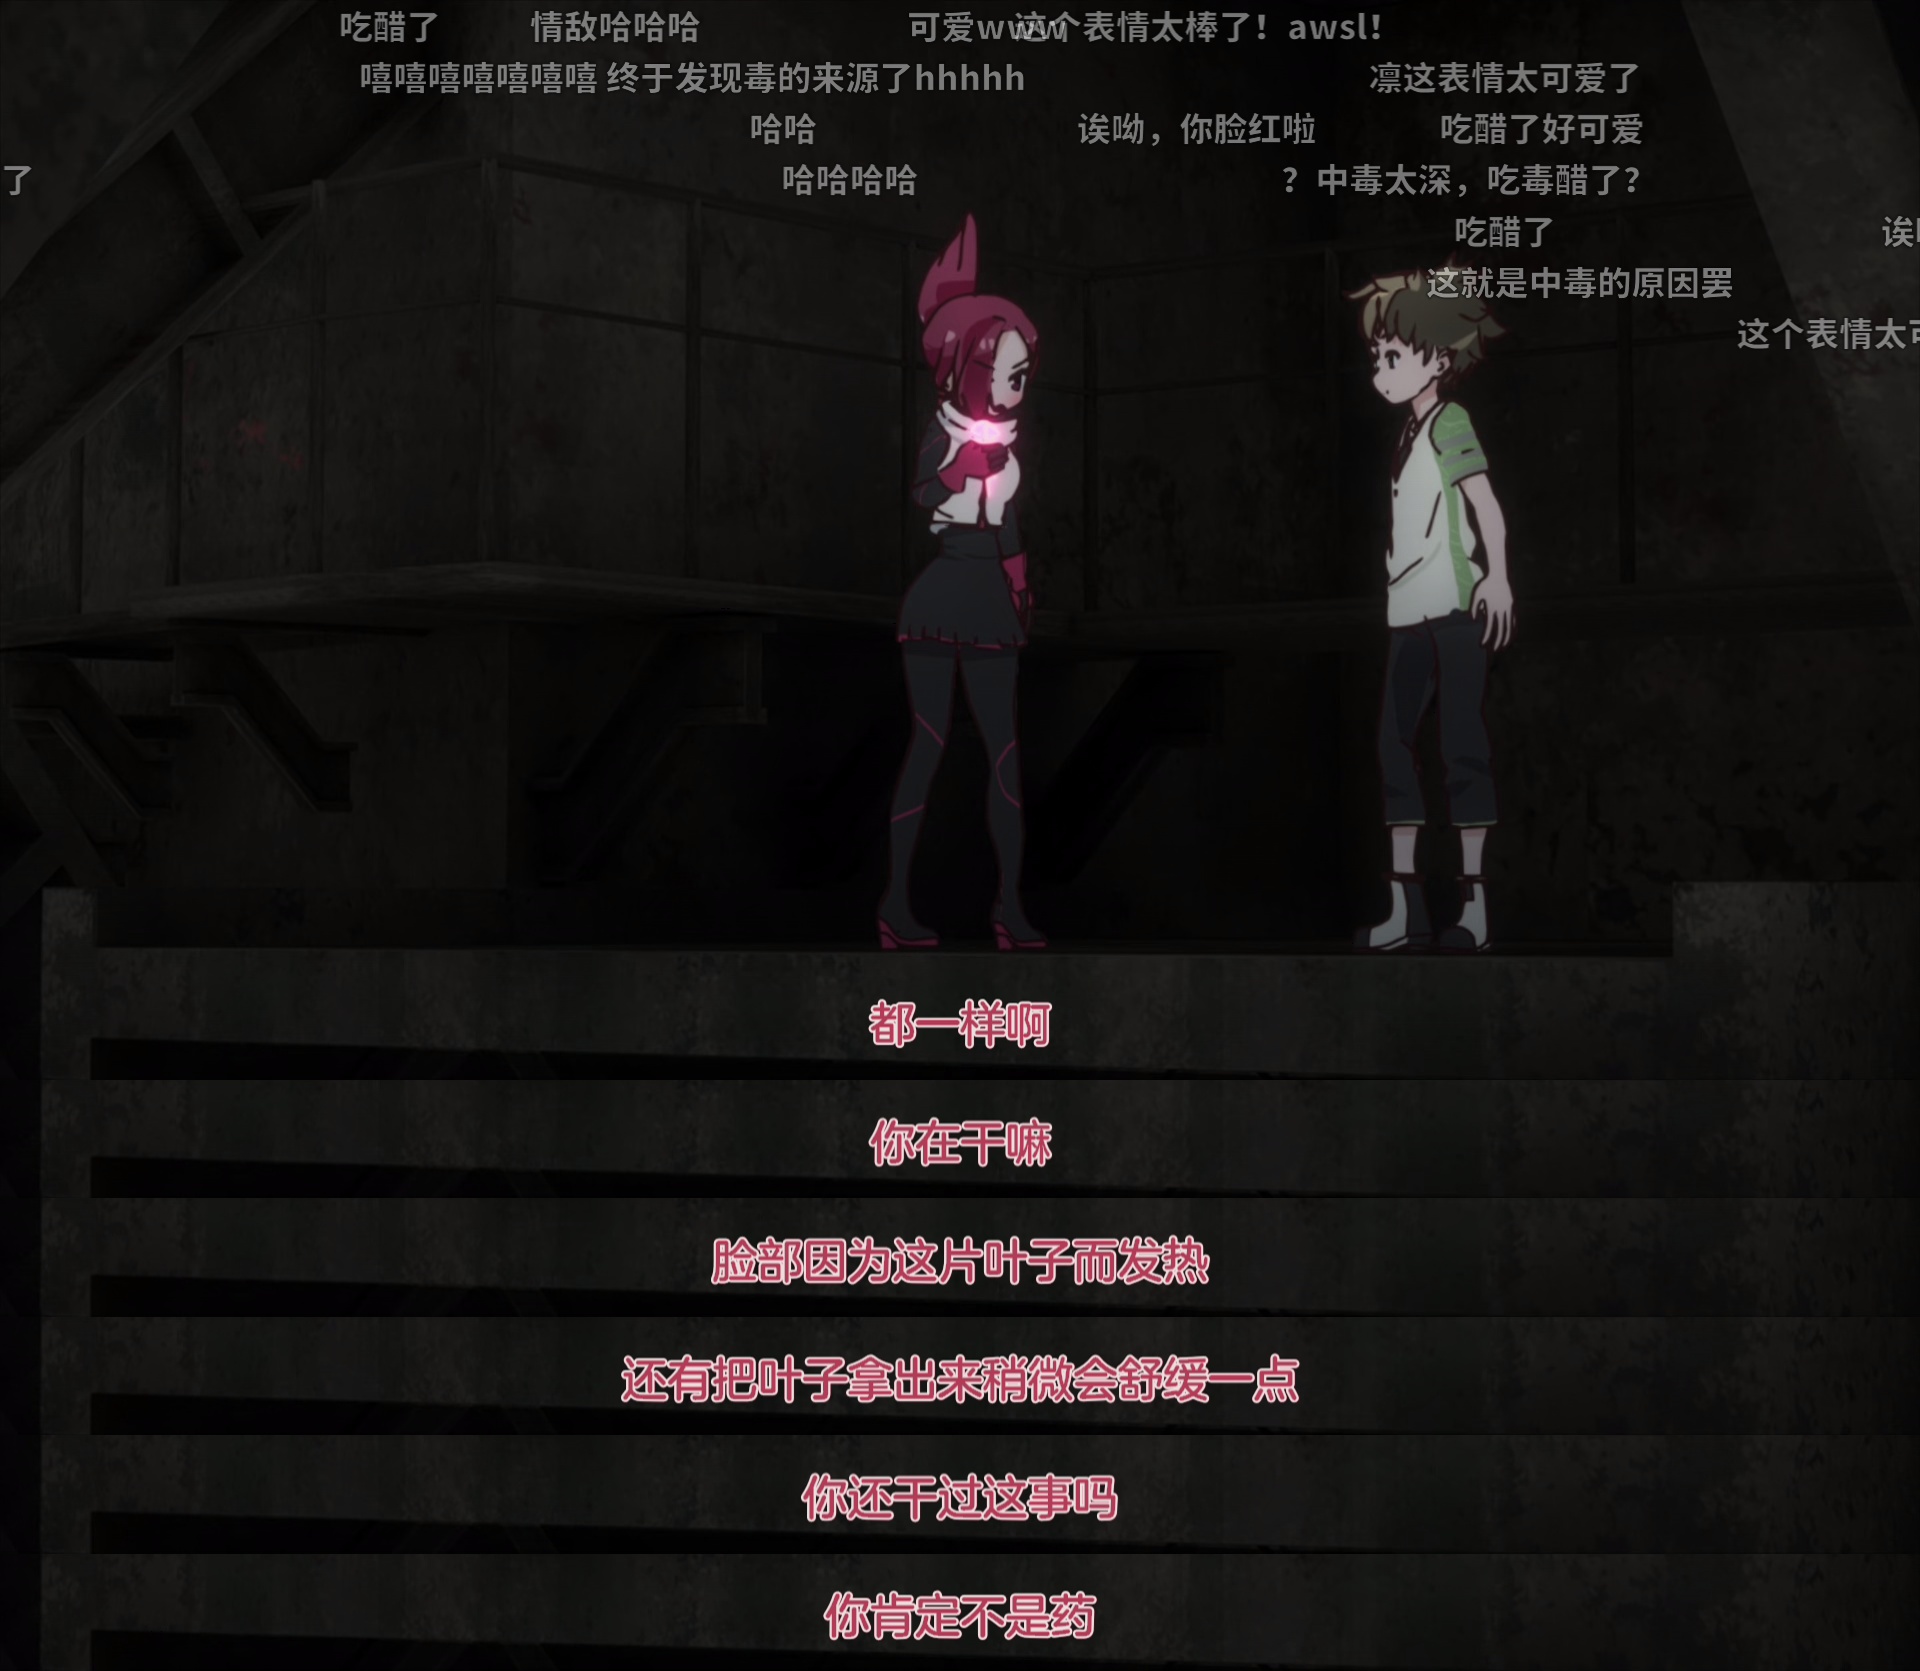 吃醋了 情敌哈哈哈 可爱www 这个表情太棒了！awsl！
嘻嘻嘻嘻嘻嘻嘻 终于发现毒的来源了hhhhh 凛这表情太可爱了
哈哈 诶呦，你脸红啦 吃醋了好可爱
了 哈哈哈哈 ？中毒太深，吃毒醋了？
吃醋了 诶
这就是中毒的原因罢
这个表情太可
都一样啊
你在干嘛
脸部因为这片叶子而发热
还有把叶子拿出来稍微会舒缓一点
你还干过这事吗
你肯定不是药